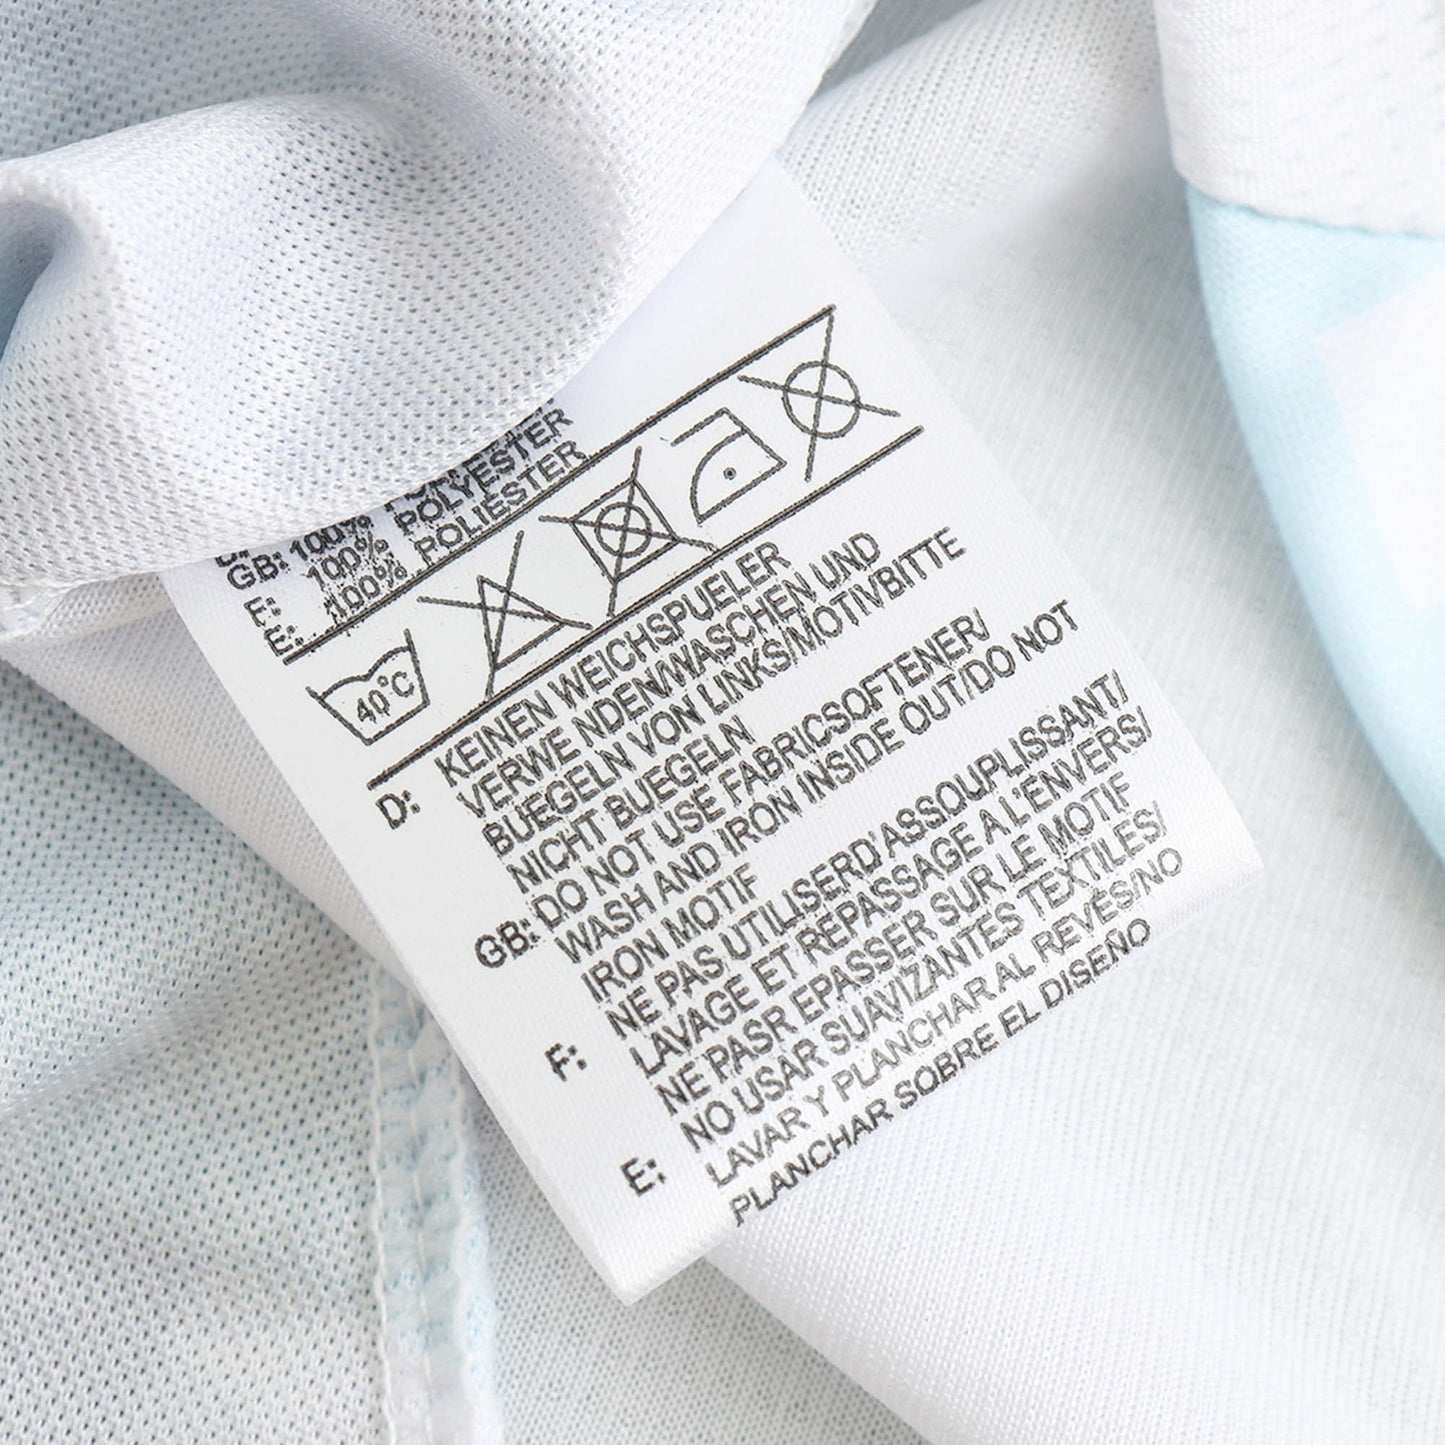 GB: 100%
100% POLYESTER
E: 100% POLIÉSTER
40°C
D: KEINEN WEICHSPUELER
VERWE NDEN/WASCHEN UND
BUEGELN VON LINKS/MOTIVBITTE
NICHT BUEGELN
GB: DO NOT USE FABRICSOFTENER/
WASH AND IRON INSIDE OUT/DO NOT
IRON MOTIF
F: NE PAS UTILISERD'ASSOUPLISSANT/
LAVAGE ET REPASSAGE A L'ENVERS/
NE PASR EPASSER SUR LE MOTIF
E: NO USAR SUAVIZANTES TEXTILES/
LAVAR Y PLANCHAR AL REVÉS/NO
PLANCHAR SOBRE EL DISEÑO